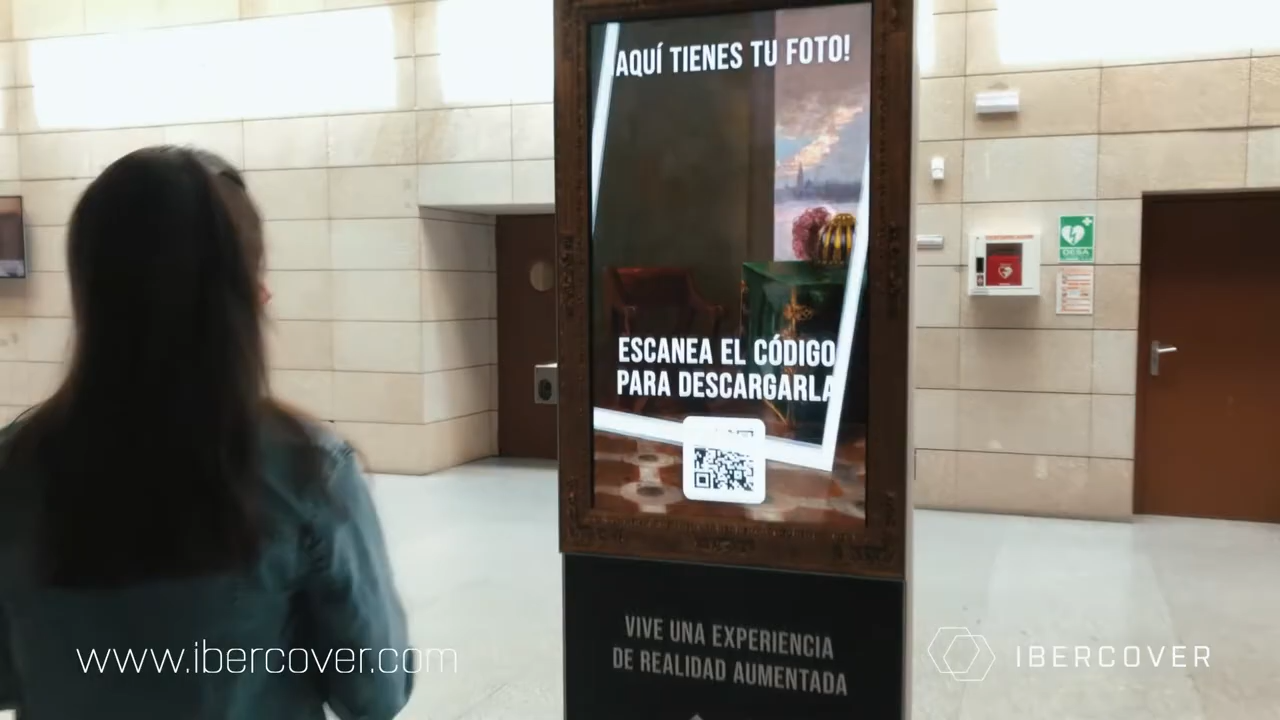 AQUÍ TIENES TU FOTO!
ESCANEA EL CÓDIGO
PARA DESCARGARLA
VIVE UNA EXPERIENCIA
DE REALIDAD AUMENTADA
DESA
www.ibercover.com
IBERCOVER